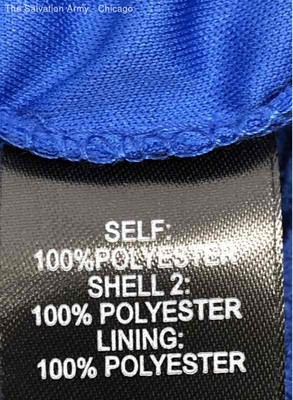 The Salvation Army - Chicago
SELF:
100%POLYESTER
SHELL 2:
100% POLYESTER
LINING:
100% POLYESTER